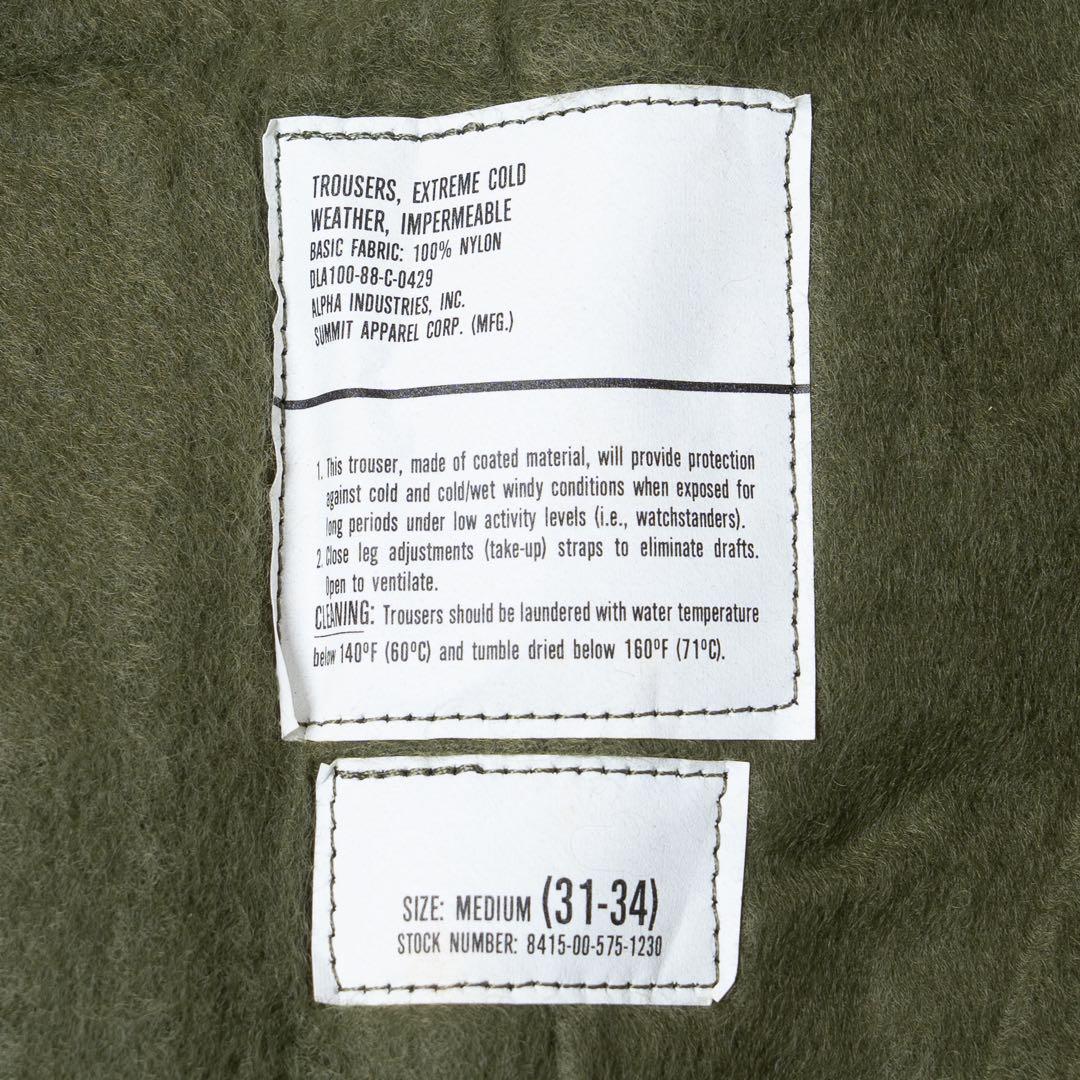 TROUSERS, EXTREME COLD
WEATHER, IMPERMEABLE
BASIC FABRIC: 100% NYLON
DLA100-88-C-0429
ALPHA INDUSTRIES, INC.
SUMMIT APPAREL CORP. (MFG.)
1. This trouser, made of coated material, will provide protection
against cold and cold/wet windy conditions when exposed for
long periods under low activity levels (i.e., watchstanders).
2. Close leg adjustments (take-up) straps to eliminate drafts.
Open to ventilate.
CLEANING: Trousers should be laundered with water temperature
below 140ºF (60ºC) and tumble dried below 160ºF (71ºC).
SIZE: MEDIUM (31-34)
STOCK NUMBER: 8415-00-575-1230